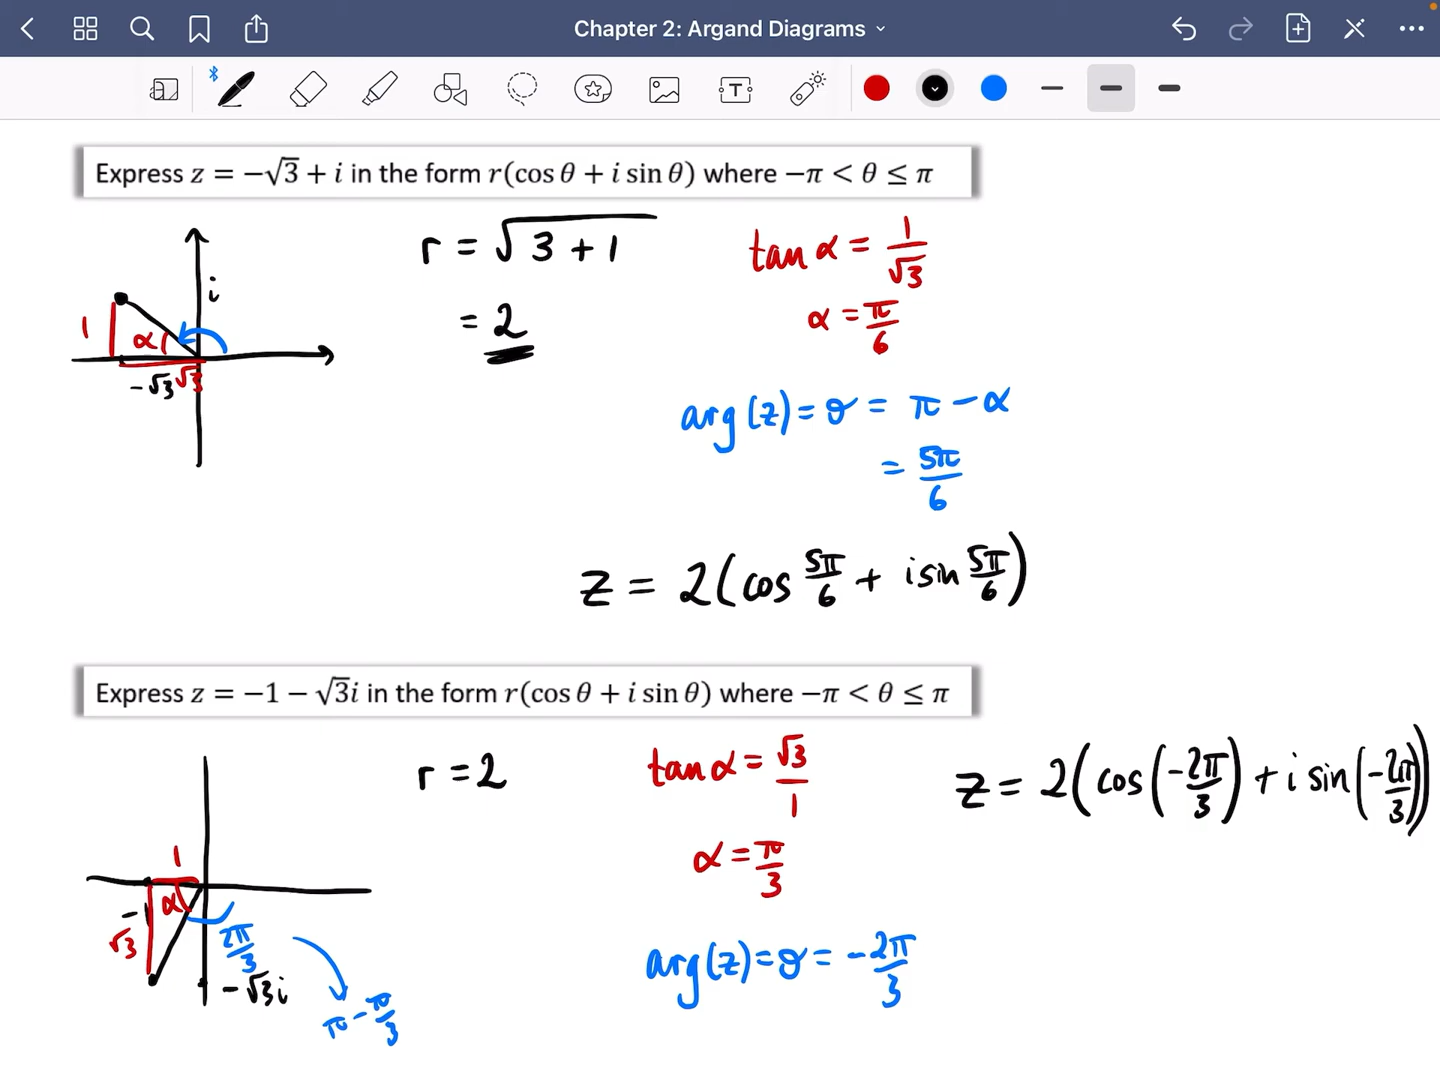 Chapter 2: Argand Diagrams
Express z = −√3 + i in the form r(cos θ + i sin θ) where −π < θ ≤ π
r = √(3 + 1)
= 2
tan α = 1/√3
α = π/6
i
1
α
−√3
√3
arg(z) = θ = π − α
= 5π/6
z = 2(cos 5π/6 + i sin 5π/6)
Express z = −1 − √3i in the form r(cos θ + i sin θ) where −π < θ ≤ π
r = 2
tan α = √3/1
α = π/3
z = 2(cos(−2π/3) + i sin(−2π/3))
1
α
−1
√3
2π/3
−√3i
π − π/3
arg(z) = θ = −2π/3